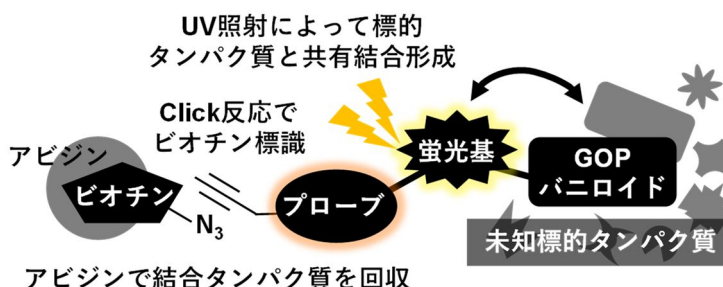 UV照射によって標的
タンパク質と共有結合形成
Click反応で
ビオチン標識
アビジン
ビオチン
N3
プローブ
蛍光基
GOP
バニロイド
未知標的タンパク質
アビジンで結合タンパク質を回収